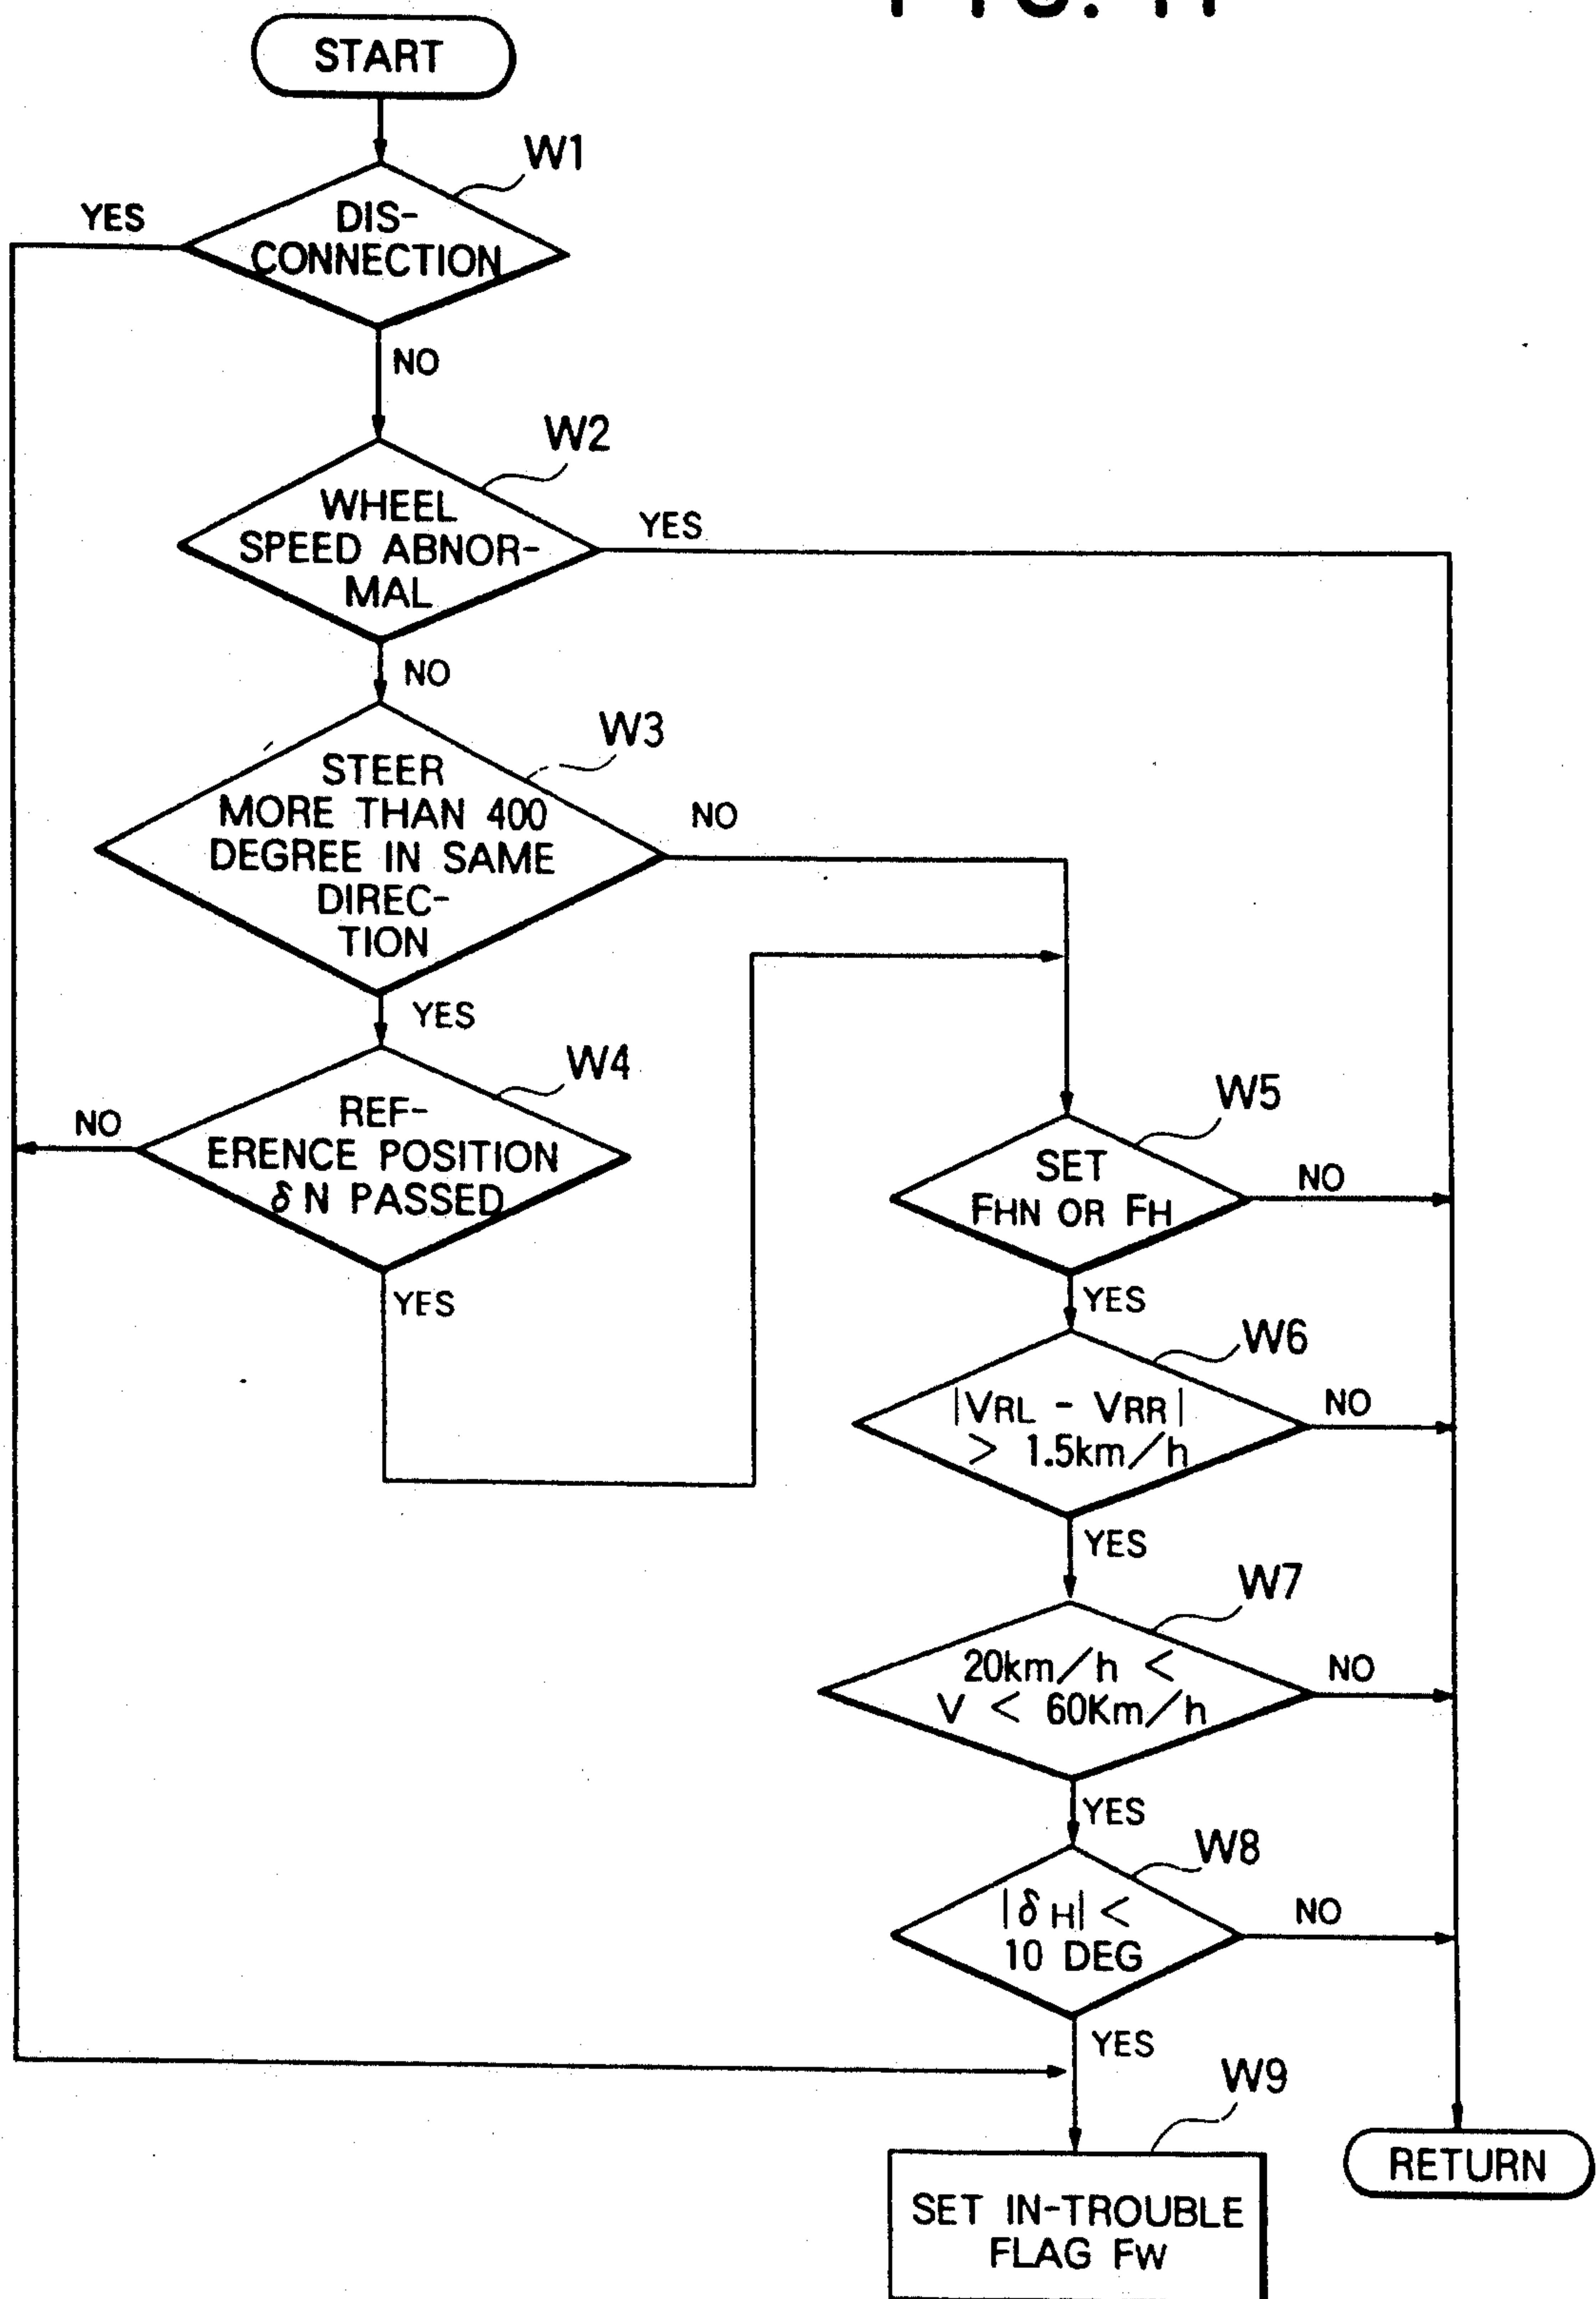 START
W1
YES
DIS-
CONNECTION
NO
W2
WHEEL
SPEED ABNOR-
MAL
YES
NO
W3
STEER
MORE THAN 400
DEGREE IN SAME
DIREC-
TION
NO
YES
W4
REF-
ERENCE POSITION
δN PASSED
NO
YES
W5
SET
FHN OR FH
NO
YES
W6
|VRL - VRR|
> 1.5km/h
NO
YES
W7
20km/h <
V < 60Km/h
NO
YES
W8
|δH| <
10 DEG
NO
YES
W9
SET IN-TROUBLE
FLAG FW
RETURN